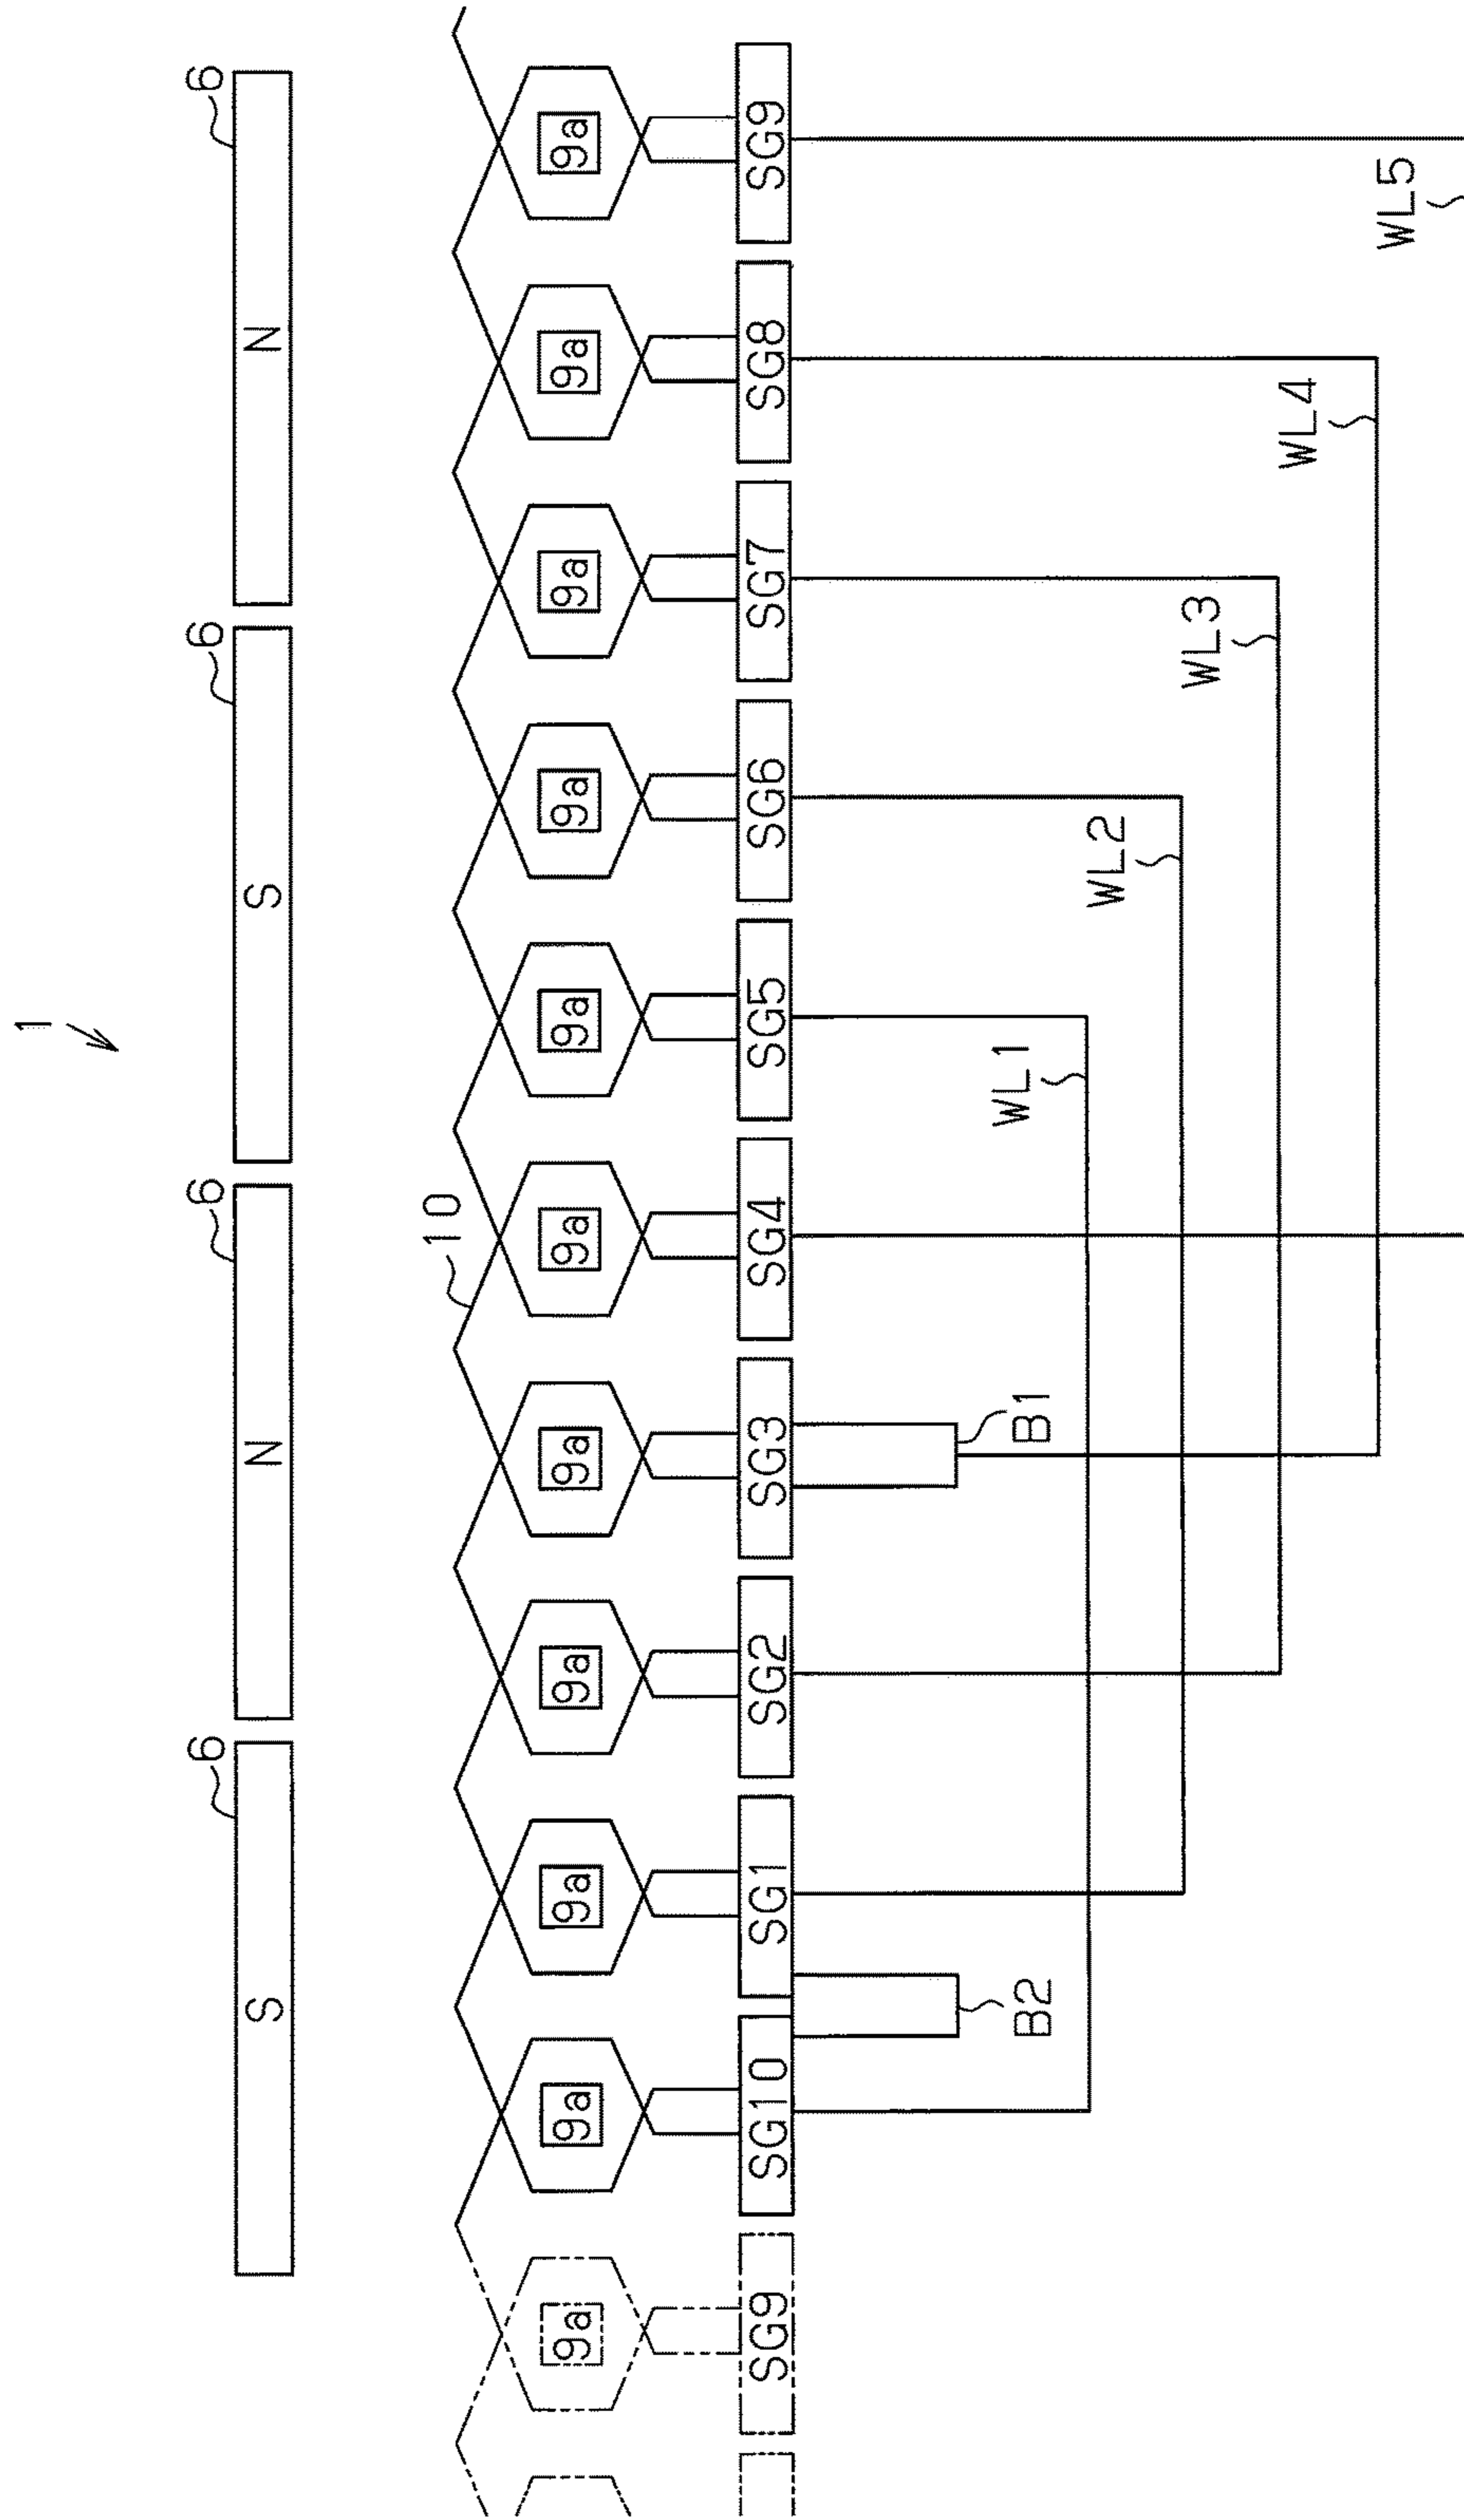 1
6 6 6 6
S N S N
10
9a 9a 9a 9a 9a 9a 9a 9a 9a 9a 9a
SG9 SG10 SG1 SG2 SG3 SG4 SG5 SG6 SG7 SG8 SG9
B2 B1 WL1
WL2
WL3
WL4
WL5